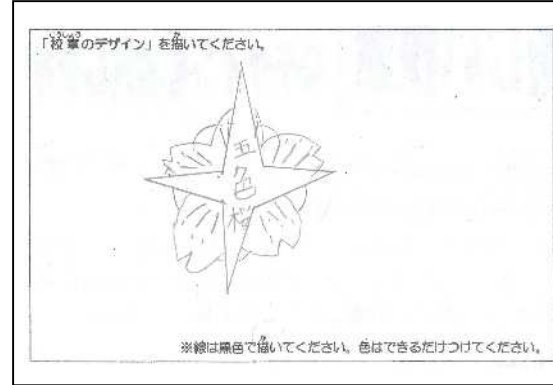 「校章のデザイン」を描いてください。
五
色
桜
※線は黒色で描いてください。色はできるだけつけてください。